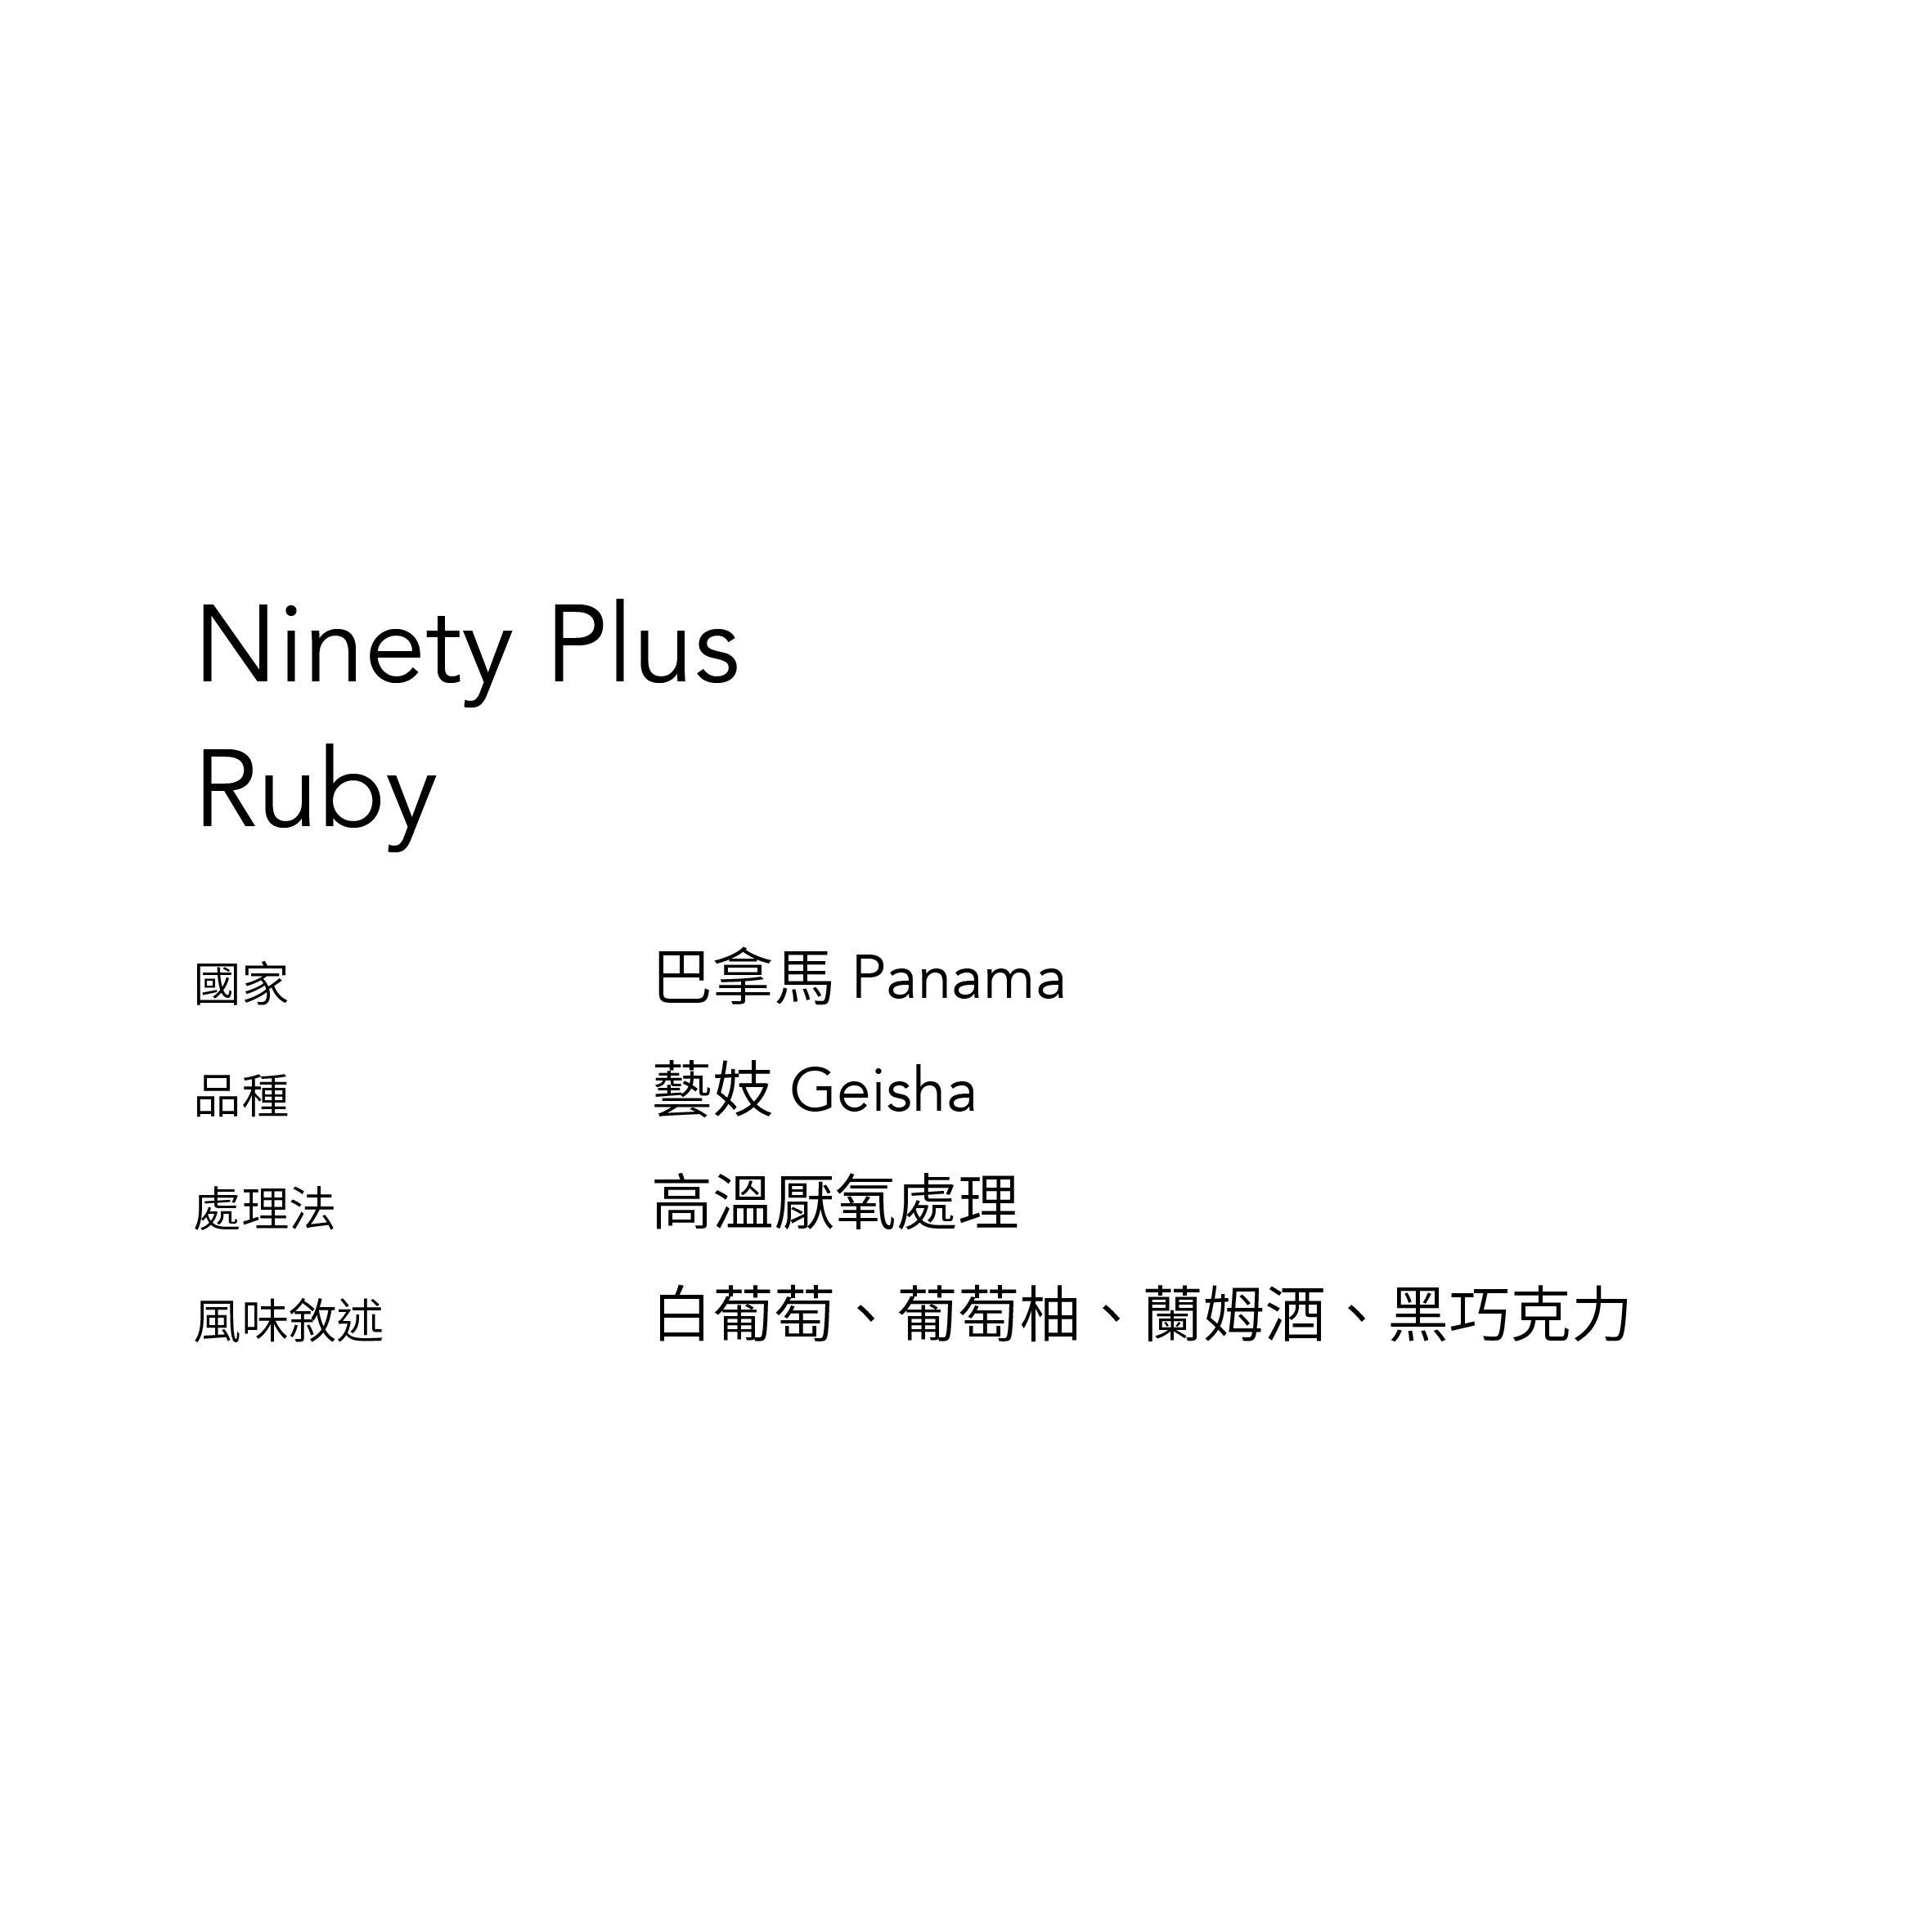 Ninety Plus
Ruby
國家 巴拿馬 Panama
品種 藝妓 Geisha
處理法 高溫厭氧處理
風味敘述 白葡萄、葡萄柚、蘭姆酒、黑巧克力